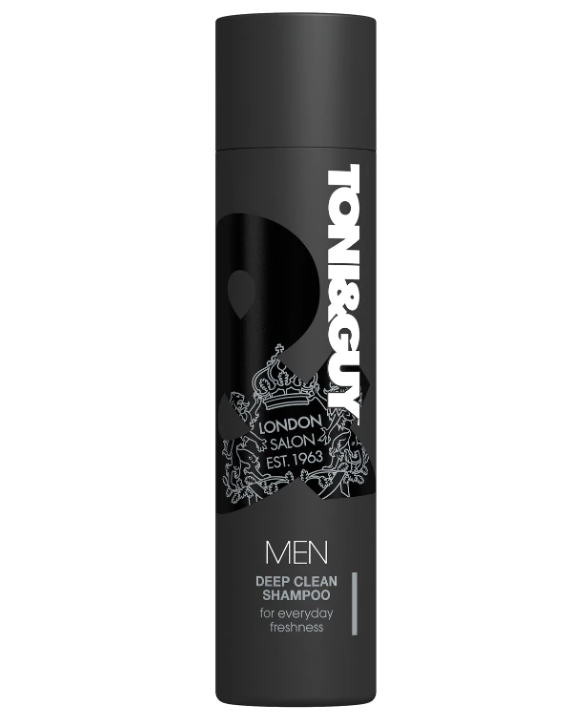 TONI&GUY
LONDON
SALON
EST. 1963
MEN
DEEP CLEAN
SHAMPOO
for everyday
freshness